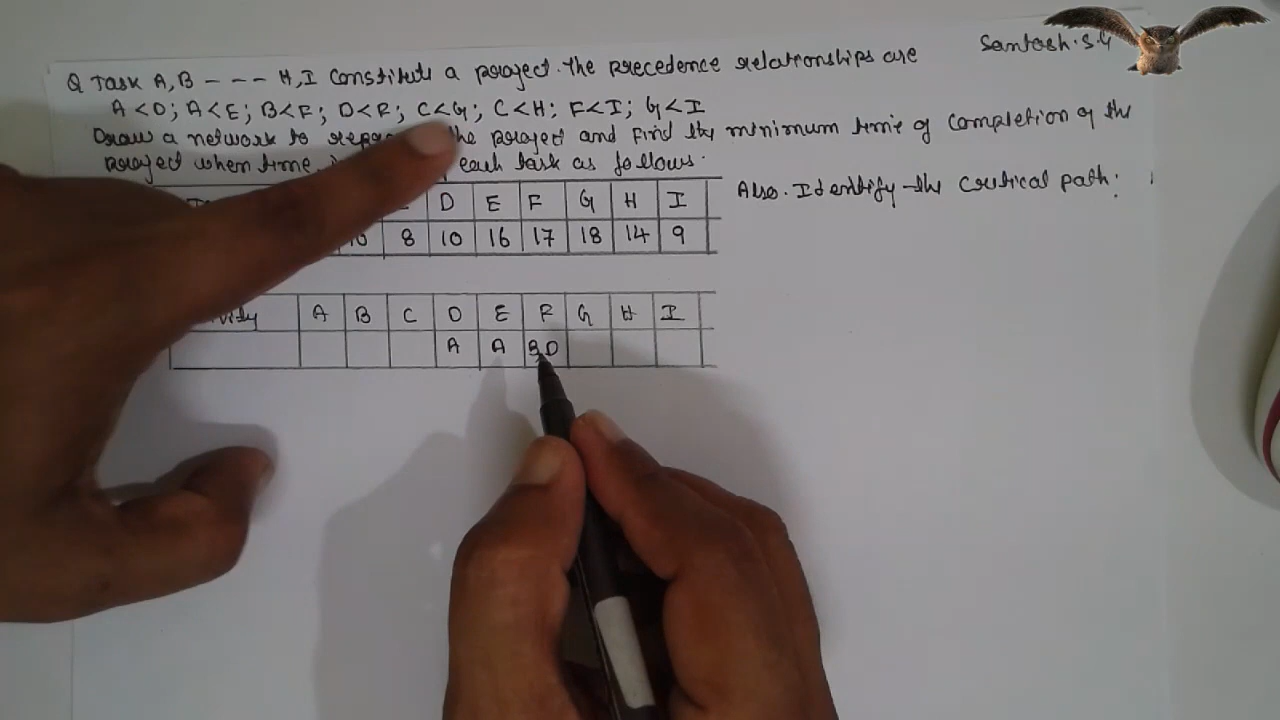 Santosh.S.G
Q Task A, B - - - - H, I Constitute a project. The precedence relationships are
A < D; A < E; B < F; D < F; C < G; C < H; F < I; G < I
Draw a network to the project and find the minimum time of completion of the
project when time each task as follows.
Also. Identify the Critical path.
D E F G H I
10 8 10 16 17 18 14 9
A B C D E F G H I
A A B,D